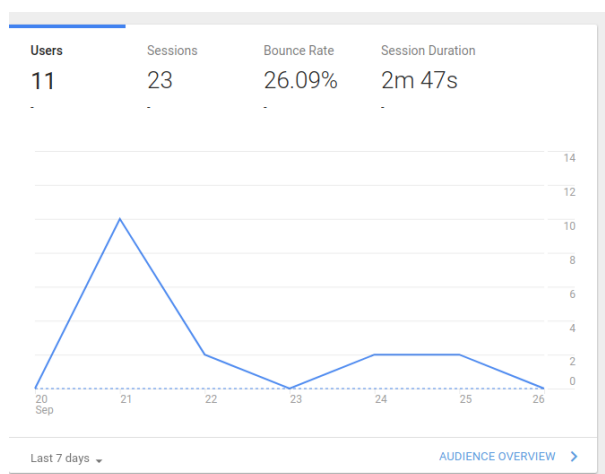 Users Sessions Bounce Rate Session Duration
11 23 26.09% 2m 47s
- - - -
14
12
10
8
6
4
2
0
20 21 22 23 24 25 26
Sep
Last 7 days AUDIENCE OVERVIEW